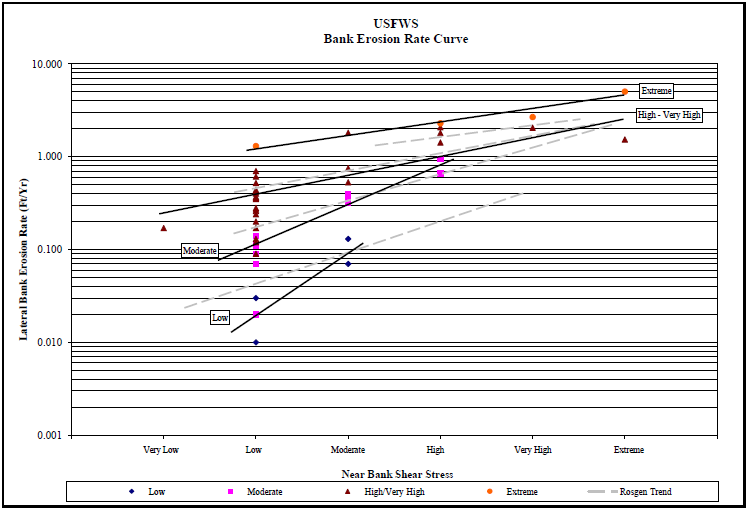 USFWS
Bank Erosion Rate Curve
10.000
1.000
0.100
0.010
0.001
Lateral Bank Erosion Rate (Ft/Yr)
Extreme
High - Very High
Moderate
Low
Very Low
Low
Moderate
High
Very High
Extreme
Near Bank Shear Stress
Low
Moderate
High/Very High
Extreme
Rosgen Trend